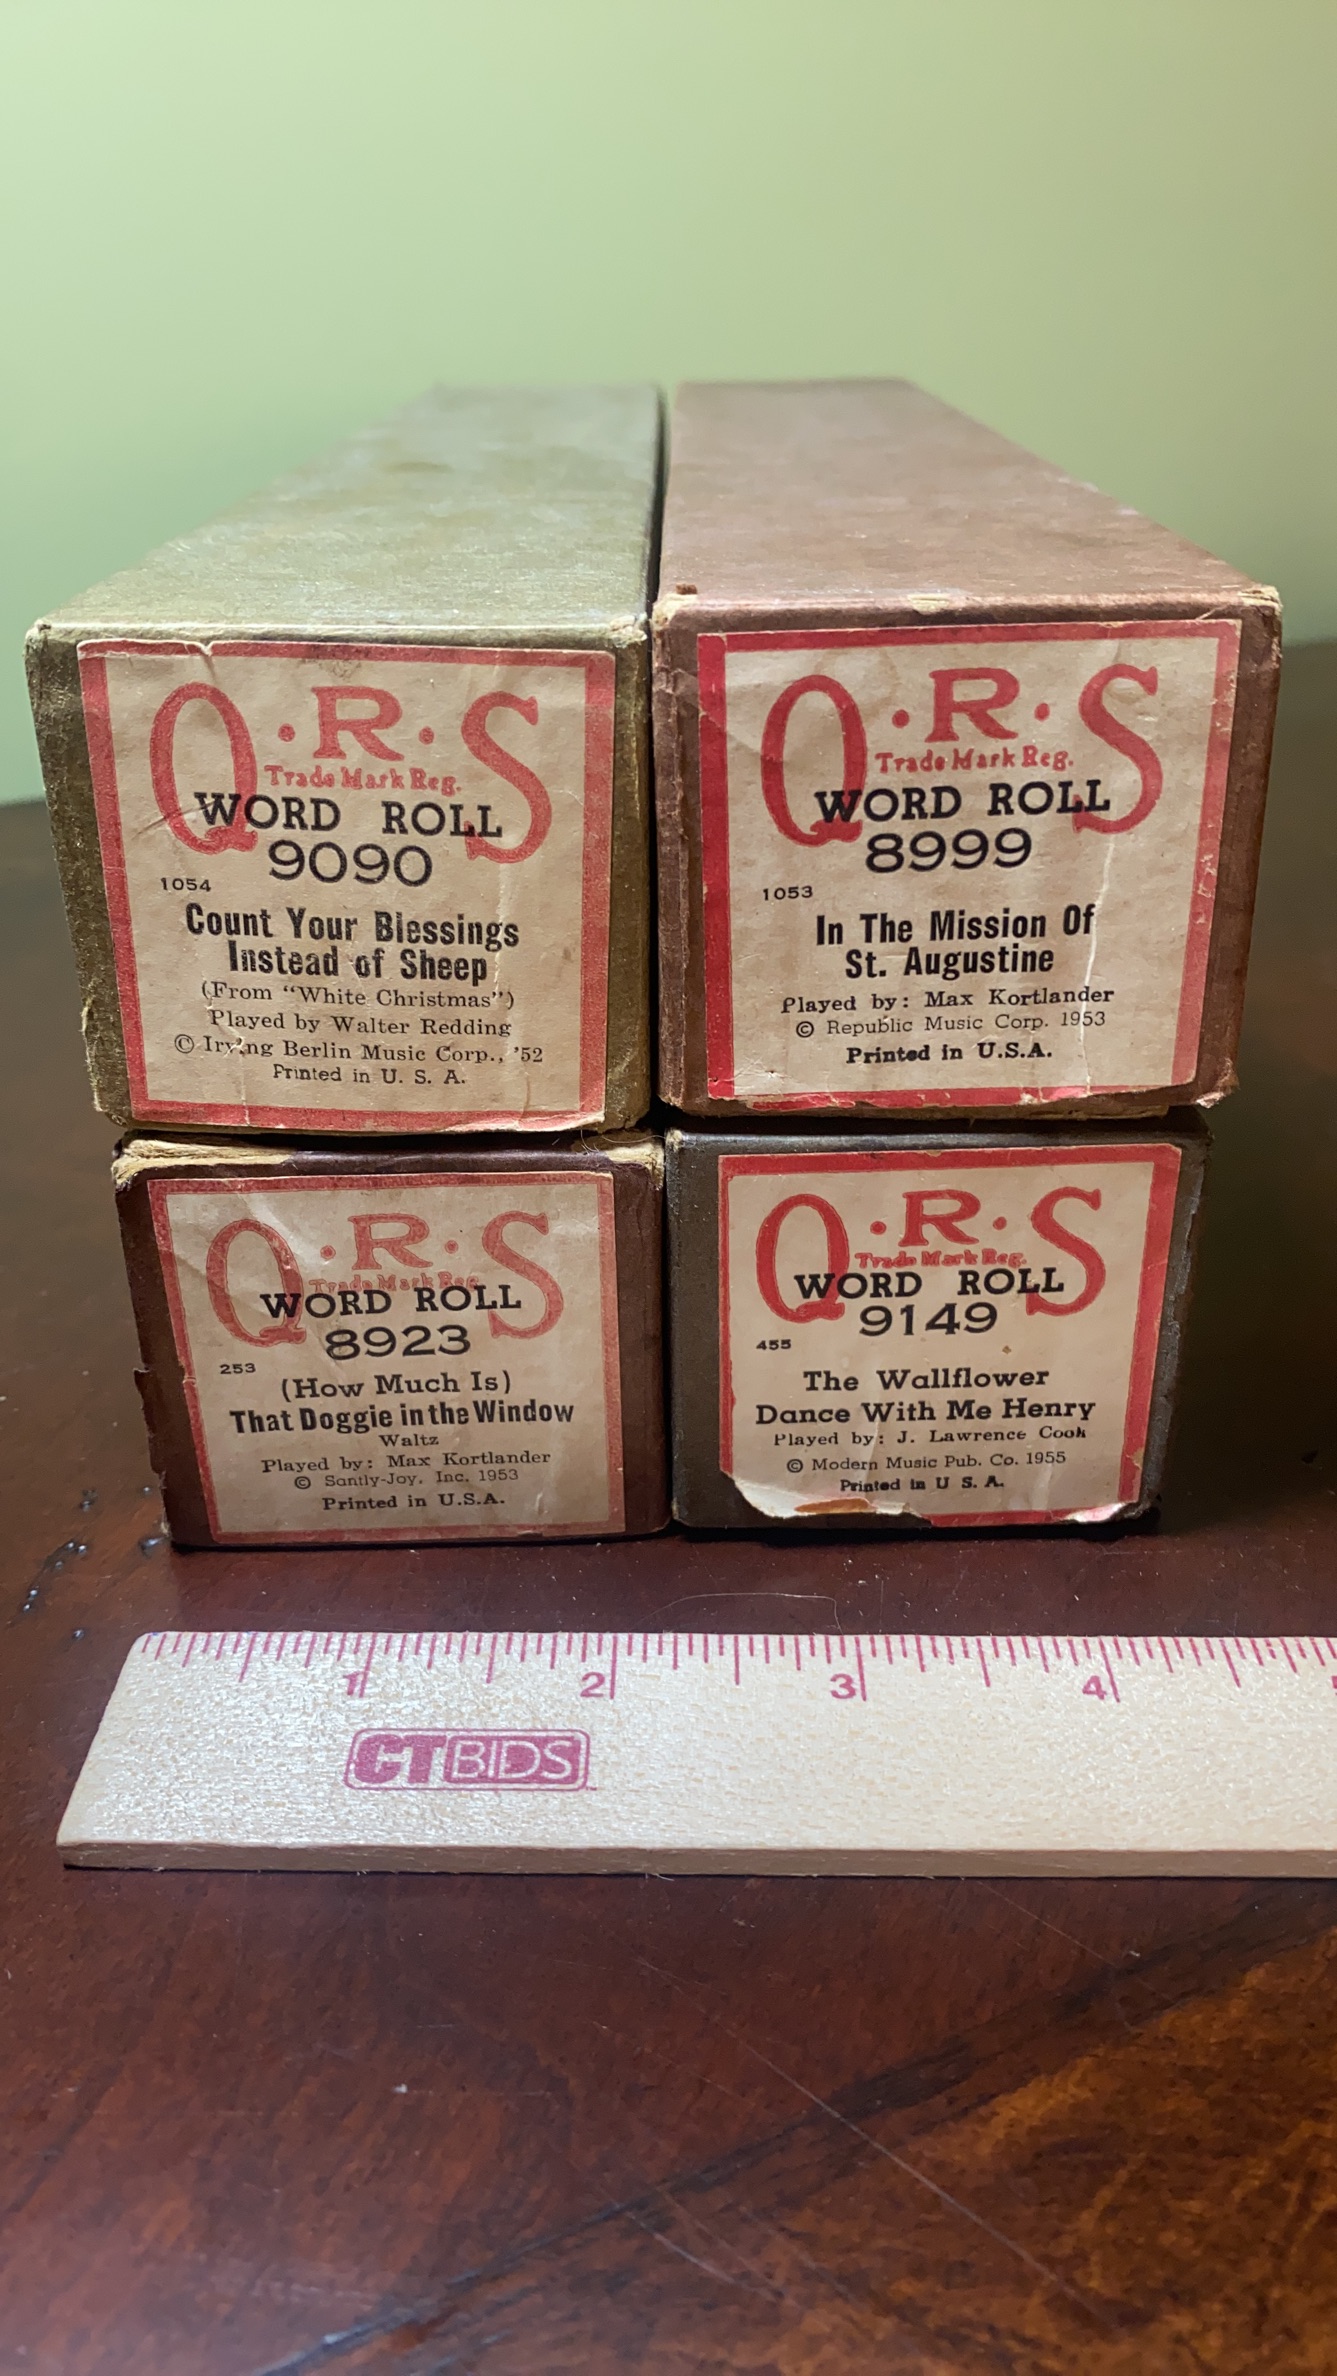 Q·R·S
Trade Mark Reg.
WORD ROLL
9090
1054
Count Your Blessings
Instead of Sheep
(From "White Christmas")
Played by Walter Redding
© Irving Berlin Music Corp., '52
Printed in U. S. A.
Q·R·S
Trade Mark Reg.
WORD ROLL
8999
1053
In The Mission Of
St. Augustine
Played by: Max Kortlander
© Republic Music Corp. 1953
Printed in U.S.A.
Q·R·S
Trade Mark Reg.
WORD ROLL
8923
253
(How Much Is)
That Doggie in the Window
Waltz
Played by: Max Kortlander
© Santly-Joy, Inc. 1953
Printed in U.S.A.
Q·R·S
Trade Mark Reg.
WORD ROLL
9149
455
The Wallflower
Dance With Me Henry
Played by: J. Lawrence Cook
© Modern Music Pub. Co. 1955
Printed in U S. A.
1 2 3 4
CTBIDS